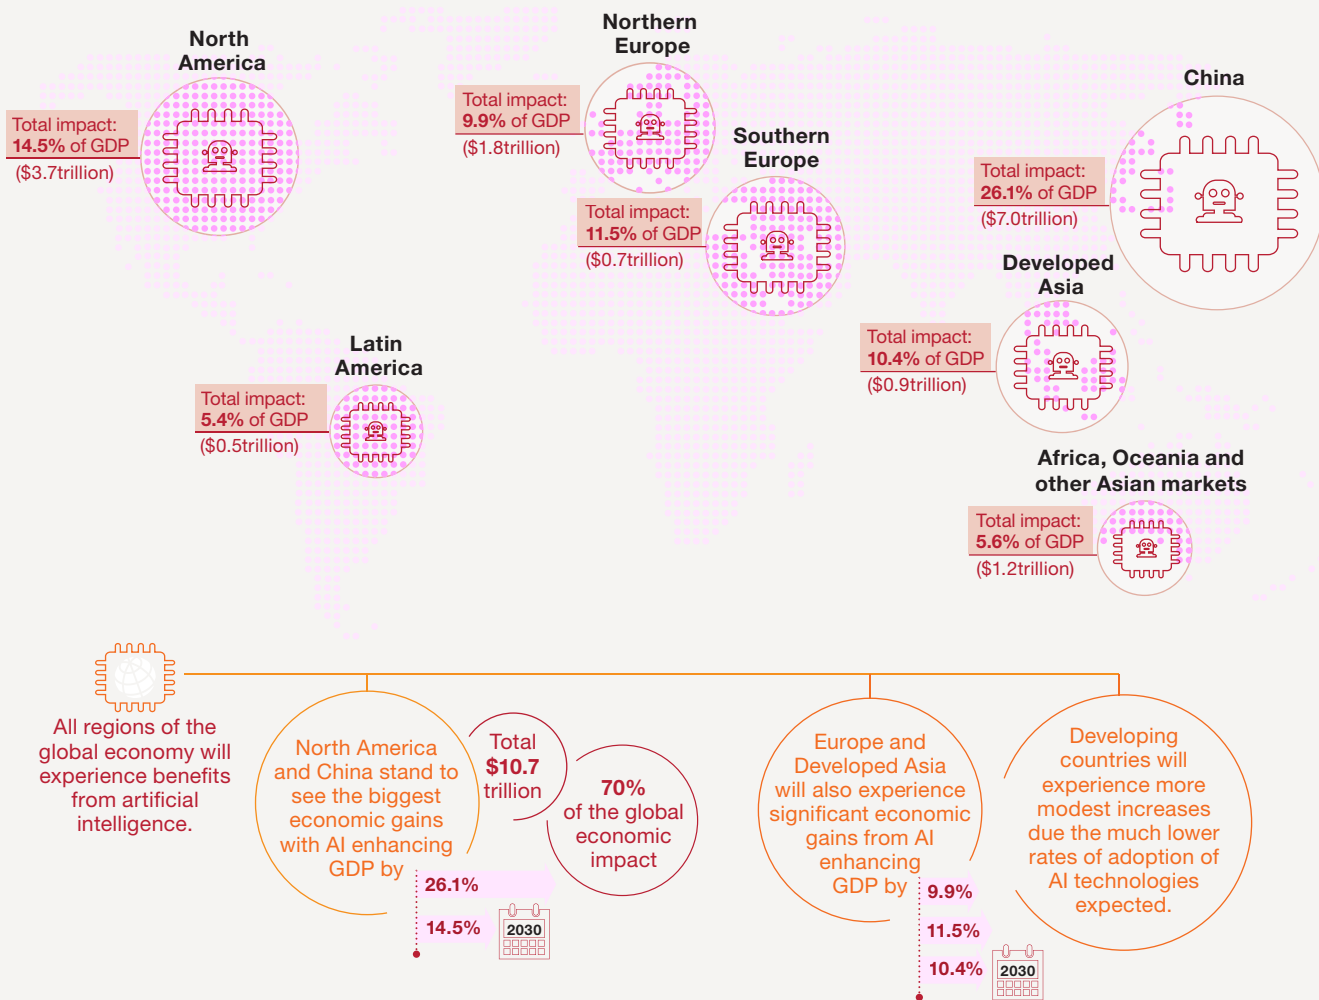 North
America
Total impact:
14.5% of GDP
($3.7trillion)
Northern
Europe
Total impact:
9.9% of GDP
($1.8trillion)
Southern
Europe
Total impact:
11.5% of GDP
($0.7trillion)
China
Total impact:
26.1% of GDP
($7.0trillion)
Developed
Asia
Total impact:
10.4% of GDP
($0.9trillion)
Latin
America
Total impact:
5.4% of GDP
($0.5trillion)
Africa, Oceania and
other Asian markets
Total impact:
5.6% of GDP
($1.2trillion)
All regions of the
global economy will
experience benefits
from artificial
intelligence.
North America
and China stand to
see the biggest
economic gains
with AI enhancing
GDP by
26.1%
14.5%
2030
Total
$10.7
trillion
70%
of the global
economic
impact
Europe and
Developed Asia
will also experience
significant economic
gains from AI
enhancing
GDP by
9.9%
11.5%
10.4%
2030
Developing
countries will
experience more
modest increases
due the much lower
rates of adoption of
AI technologies
expected.